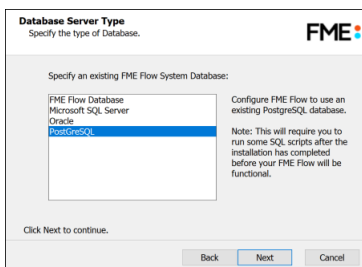 Database Server Type
Specify the type of Database.
FME
Specify an existing FME Flow System Database:
FME Flow Database
Microsoft SQL Server
Oracle
PostGreSQL
Configure FME Flow to use an
existing PostgreSQL database.
Note: This will require you to
run some SQL scripts after the
installation has completed
before your FME Flow will be
functional.
Click Next to continue.
Back
Next
Cancel